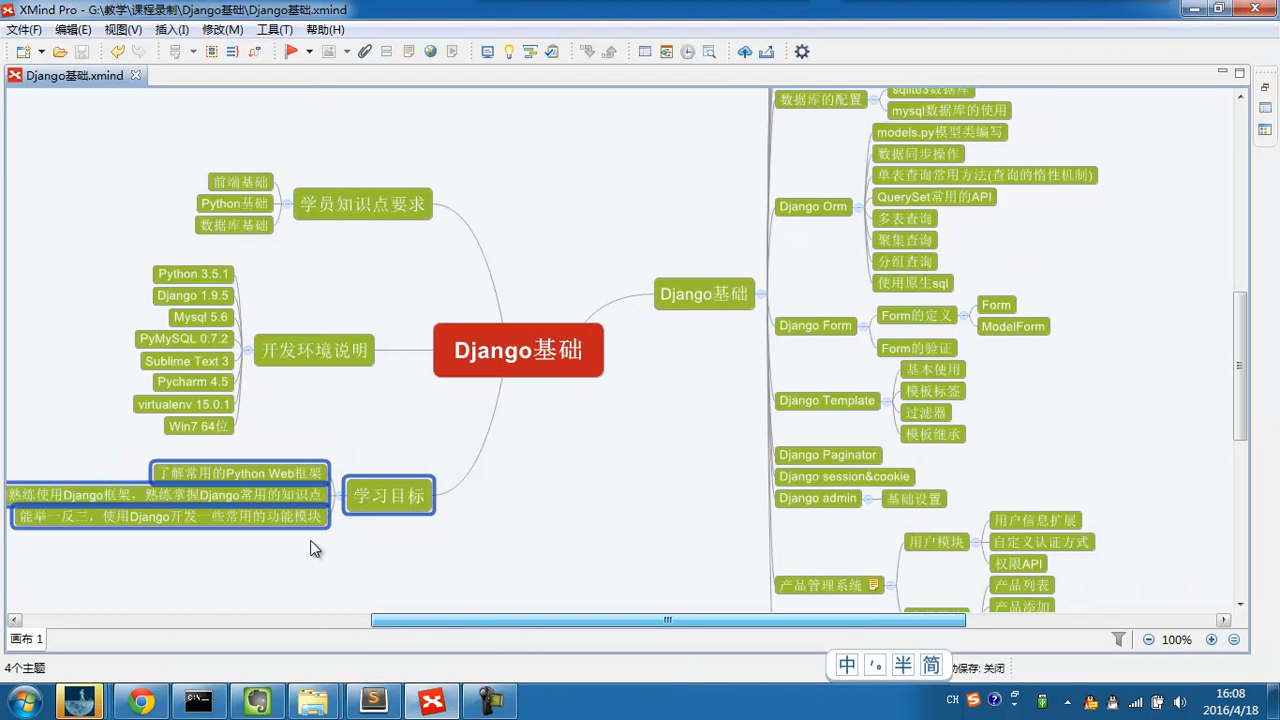 XMind Pro - G:\教学\课程录制\Django基础\Django基础.xmind
文件(F) 编辑(E) 视图(V) 插入(I) 修改(M) 工具(T) 帮助(H)
Django基础.xmind
前端基础
Python基础
数据库基础
学员知识点要求
Python 3.5.1
Django 1.9.5
Mysql 5.6
PyMySQL 0.7.2
Sublime Text 3
Pycharm 4.5
virtualenv 15.0.1
Win7 64位
开发环境说明
了解常用的Python Web框架
熟练使用Django框架，熟练掌握Django常用的知识点
能举一反三，使用Django开发一些常用的功能模块
学习目标
Django基础
Django基础
数据库的配置
sqlite3数据库
mysql数据库的使用
Django Orm
models.py模型类编写
数据同步操作
单表查询常用方法(查询的惰性机制)
QuerySet常用的API
多表查询
聚集查询
分组查询
使用原生sql
Django Form
Form的定义
Form
ModelForm
Form的验证
Django Template
基本使用
模板标签
过滤器
模板继承
Django Paginator
Django session&cookie
Django admin
基础设置
产品管理系统
用户模块
用户信息扩展
自定义认证方式
权限API
产品列表
产品添加
画布 1
100%
4个主题
中 半 简
动保存: 关闭
CH
16:08
2016/4/18